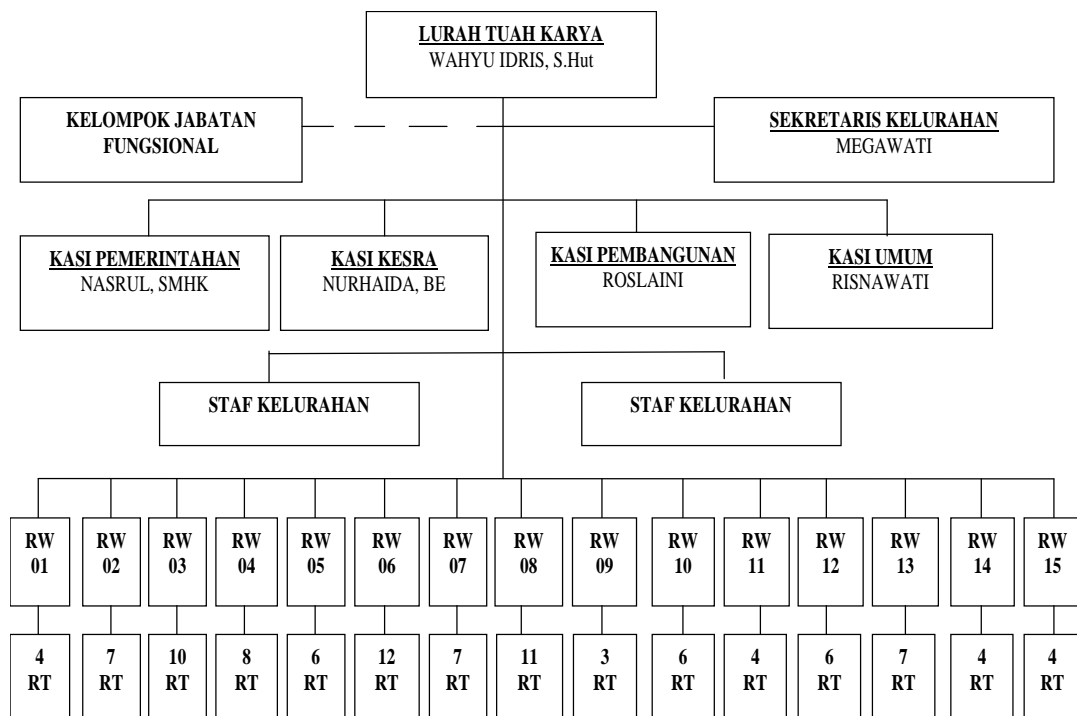 LURAH TUAH KARYA
WAHYU IDRIS, S.Hut
KELOMPOK JABATAN
FUNGSIONAL
SEKRETARIS KELURAHAN
MEGAWATI
KASI PEMERINTAHAN
NASRUL, SMHK
KASI KESRA
NURHAIDA, BE
KASI PEMBANGUNAN
ROSLAINI
KASI UMUM
RISNAWATI
STAF KELURAHAN
STAF KELURAHAN
RW
01
RW
02
RW
03
RW
04
RW
05
RW
06
RW
07
RW
08
RW
09
RW
10
RW
11
RW
12
RW
13
RW
14
RW
15
4
RT
7
RT
10
RT
8
RT
6
RT
12
RT
7
RT
11
RT
3
RT
6
RT
4
RT
6
RT
7
RT
4
RT
4
RT